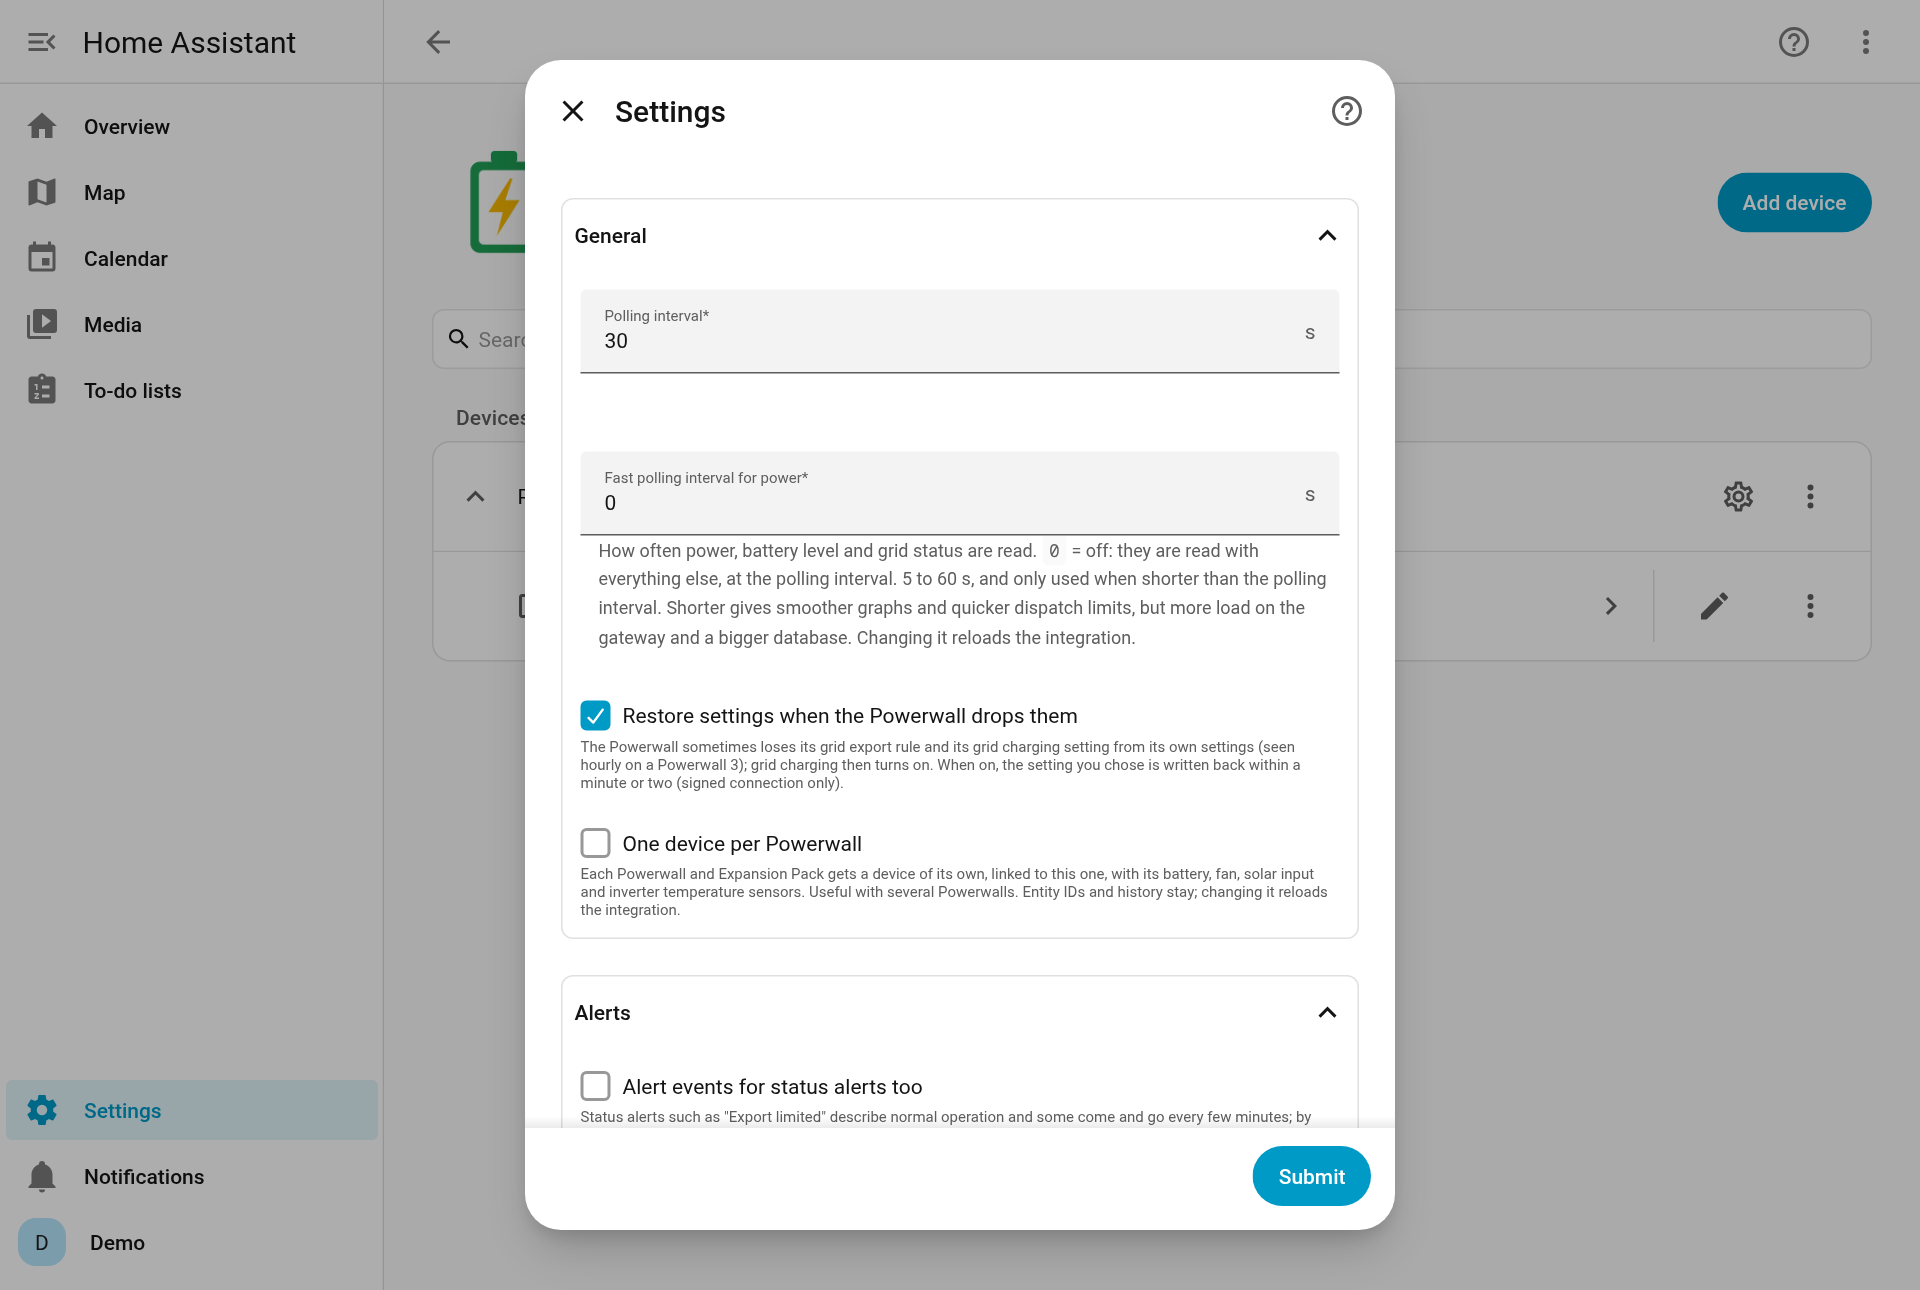 Home Assistant
Overview
Map
Calendar
Media
To-do lists
Settings
Notifications
D
Demo
Add device
Devices
Settings
General
Polling interval*
30
s
Fast polling interval for power*
0
s
How often power, battery level and grid status are read. 0 = off: they are read with
everything else, at the polling interval. 5 to 60 s, and only used when shorter than the polling
interval. Shorter gives smoother graphs and quicker dispatch limits, but more load on the
gateway and a bigger database. Changing it reloads the integration.
Restore settings when the Powerwall drops them
The Powerwall sometimes loses its grid export rule and its grid charging setting from its own settings (seen
hourly on a Powerwall 3); grid charging then turns on. When on, the setting you chose is written back within a
minute or two (signed connection only).
One device per Powerwall
Each Powerwall and Expansion Pack gets a device of its own, linked to this one, with its battery, fan, solar input
and inverter temperature sensors. Useful with several Powerwalls. Entity IDs and history stay; changing it reloads
the integration.
Alerts
Alert events for status alerts too
Status alerts such as "Export limited" describe normal operation and some come and go every few minutes; by
Submit